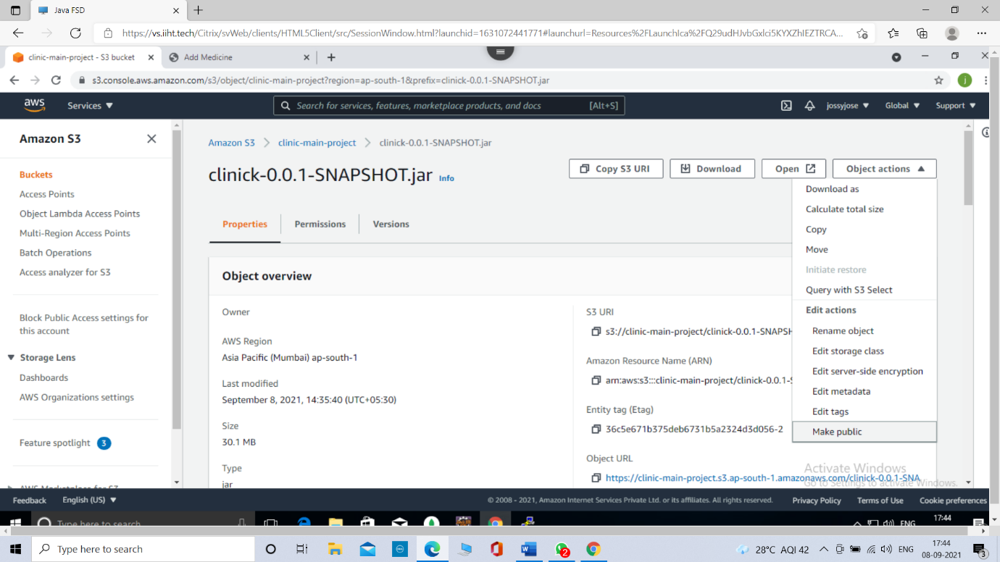 Java FSD
https://vs.iiht.tech/Citrix/svWeb/clients/HTML5Client/src/SessionWindow.html?launchid=1631072441771#launchurl=Resources%2FLaunchIca%2FQ29udHJvbGxlci5KYXZhIEZTRCA...
clinic-main-project - S3 bucket
Add Medicine
s3.console.aws.amazon.com/s3/object/clinic-main-project?region=ap-south-1&prefix=clinick-0.0.1-SNAPSHOT.jar
j
aws
Services
Search for services, features, marketplace products, and docs
[Alt+S]
jossyjose
Global
Support
Amazon S3
Buckets
Access Points
Object Lambda Access Points
Multi-Region Access Points
Batch Operations
Access analyzer for S3
Block Public Access settings for
this account
Storage Lens
Dashboards
AWS Organizations settings
Feature spotlight 3
AWS Marketplace for S3
Amazon S3 > clinic-main-project > clinick-0.0.1-SNAPSHOT.jar
clinick-0.0.1-SNAPSHOT.jar Info
Copy S3 URI
Download
Open
Object actions
Download as
Calculate total size
Copy
Move
Initiate restore
Query with S3 Select
Edit actions
Rename object
Edit storage class
Edit server-side encryption
Edit metadata
Edit tags
Make public
Properties
Permissions
Versions
Object overview
Owner
AWS Region
Asia Pacific (Mumbai) ap-south-1
Last modified
September 8, 2021, 14:35:40 (UTC+05:30)
Size
30.1 MB
Type
jar
S3 URI
s3://clinic-main-project/clinick-0.0.1-SNAPSH
Amazon Resource Name (ARN)
arn:aws:s3:::clinic-main-project/clinick-0.0.1-S
Entity tag (Etag)
36c5e671b375deb6731b5a2324d3d056-2
Object URL
https://clinic-main-project.s3.ap-south-1.amazonaws.com/clinick-0.0.1-SNA
Activate Windows
Go to Settings to activate Windows.
Feedback
English (US)
© 2008 - 2021, Amazon Internet Services Private Ltd. or its affiliates. All rights reserved.
Privacy Policy
Terms of Use
Cookie preferences
Type here to search
ENG
17:44
Type here to search
2
28°C AQI 42
ENG
17:44
08-09-2021
3